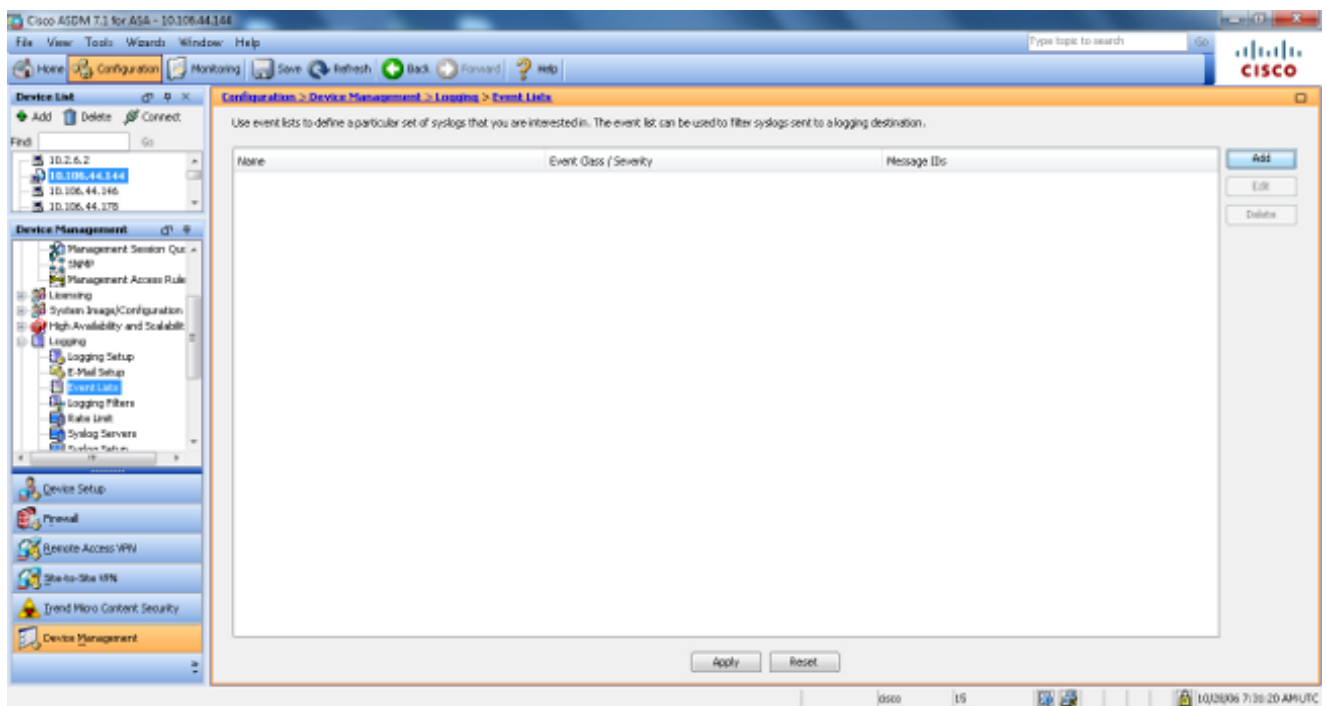 Cisco ASDM 7.1 for ASA - 10.106.44.144
File View Tools Wizards Window Help
Type topic to search Go
Home Configuration Monitoring Save Refresh Back Forward Help
CISCO
Device List
Add Delete Connect
Find: Go
10.2.6.2
10.106.44.144
10.106.44.146
10.106.44.178
Device Management
Management Session Quo
SNMP
Management Access Rule
Licensing
System Image/Configuration
High Availability and Scalabilit
Logging
Logging Setup
E-Mail Setup
Event Lists
Logging Filters
Rate Limit
Syslog Servers
Syslog Setup
Device Setup
Firewall
Remote Access VPN
Site-to-Site VPN
Trend Micro Content Security
Device Management
Configuration > Device Management > Logging > Event Lists
Use event lists to define a particular set of syslogs that you are interested in. The event list can be used to filter syslogs sent to a logging destination.
Name Event Class / Severity Message IDs
Add
Edit
Delete
Apply Reset
cisco 15 10/28/06 7:30:20 AM UTC